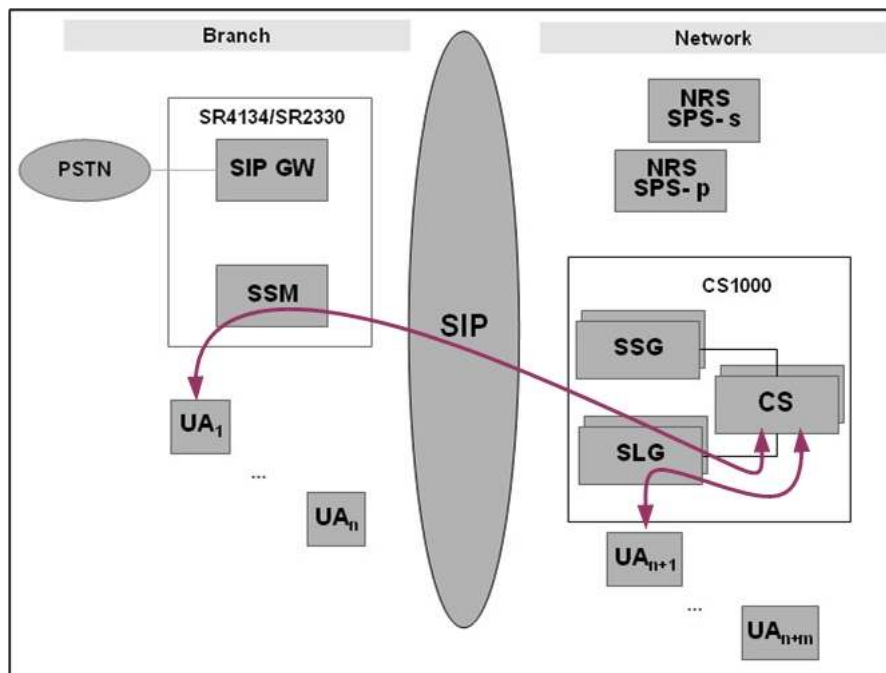 Branch
Network
SR4134/SR2330
PSTN
SIP GW
SSM
UA1
...
UAn
SIP
NRS
SPS- s
NRS
SPS- p
CS1000
SSG
CS
SLG
UAn+1
...
UAn+m